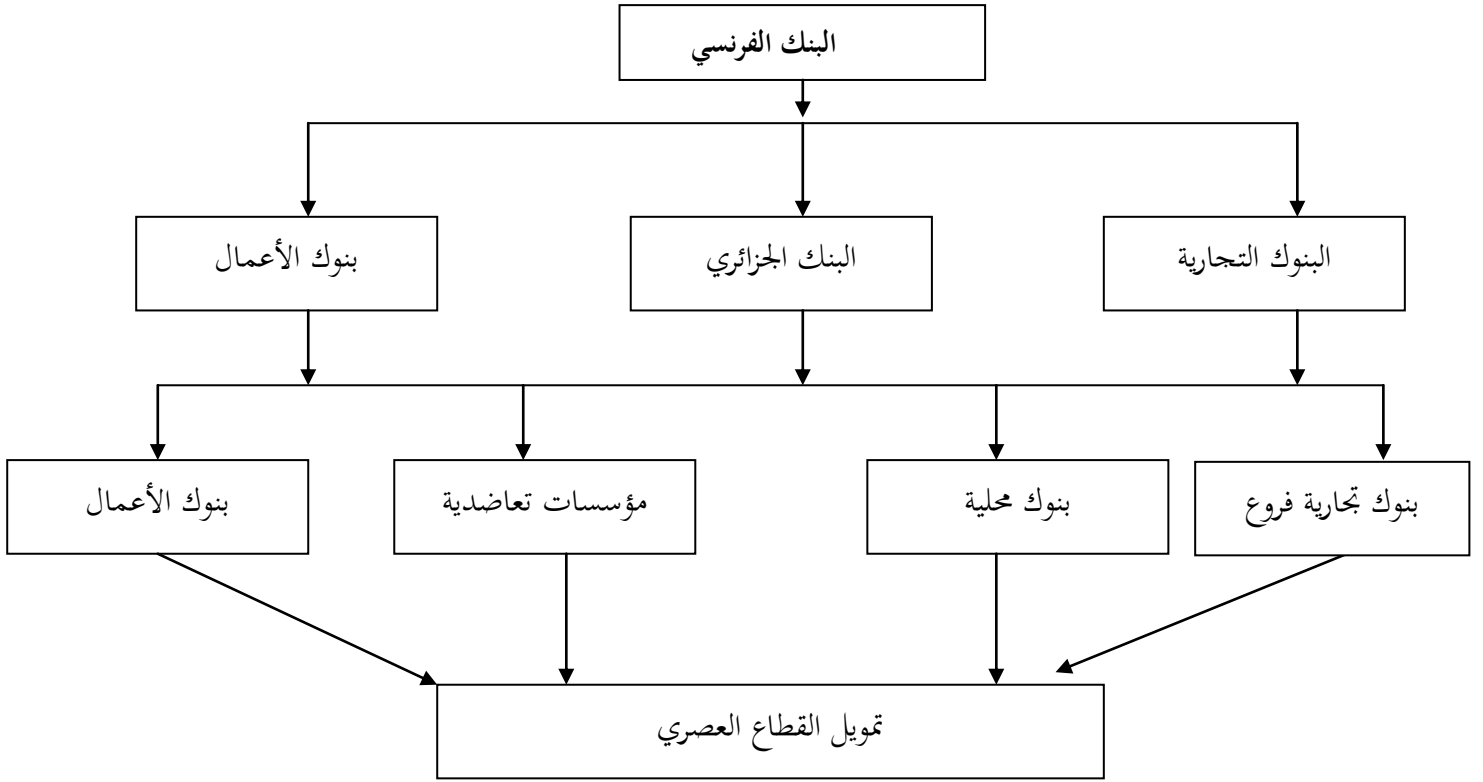 البنك الفرنسي
البنوك التجارية
البنك الجزائري
بنوك الأعمال
بنوك تجارية فروع
بنوك محلية
مؤسسات تعاضدية
بنوك الأعمال
تمويل القطاع العصري